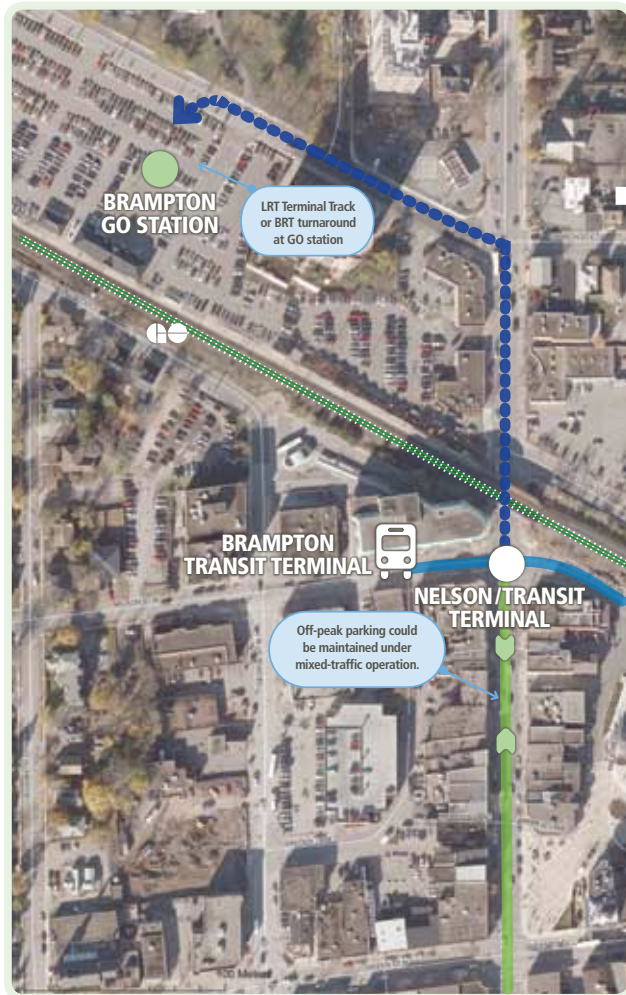 LRT Terminal Track
or BRT turnaround
at GO station
BRAMPTON
GO STATION
BRAMPTON
TRANSIT TERMINAL
NELSON/TRANSIT
TERMINAL
Off-peak parking could
be maintained under
mixed-traffic operation.